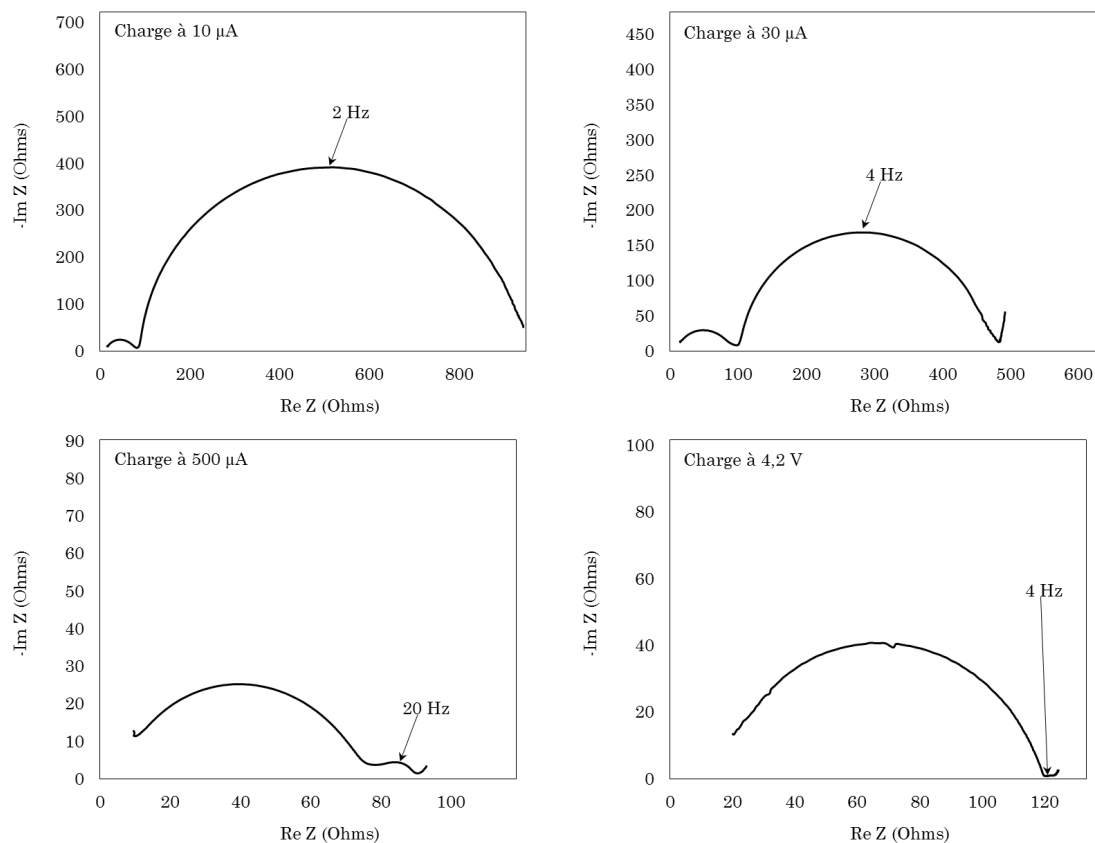 Charge à 10 µA
700
600
500
400
300
200
100
0
-Im Z (Ohms)
2 Hz
0 200 400 600 800
Re Z (Ohms)
Charge à 30 µA
450
400
350
300
250
200
150
100
50
0
-Im Z (Ohms)
4 Hz
0 100 200 300 400 500 600
Re Z (Ohms)
Charge à 500 µA
90
80
70
60
50
40
30
20
10
0
-Im Z (Ohms)
20 Hz
0 20 40 60 80 100
Re Z (Ohms)
Charge à 4,2 V
100
80
60
40
20
0
-Im Z (Ohms)
4 Hz
0 20 40 60 80 100 120
Re Z (Ohms)